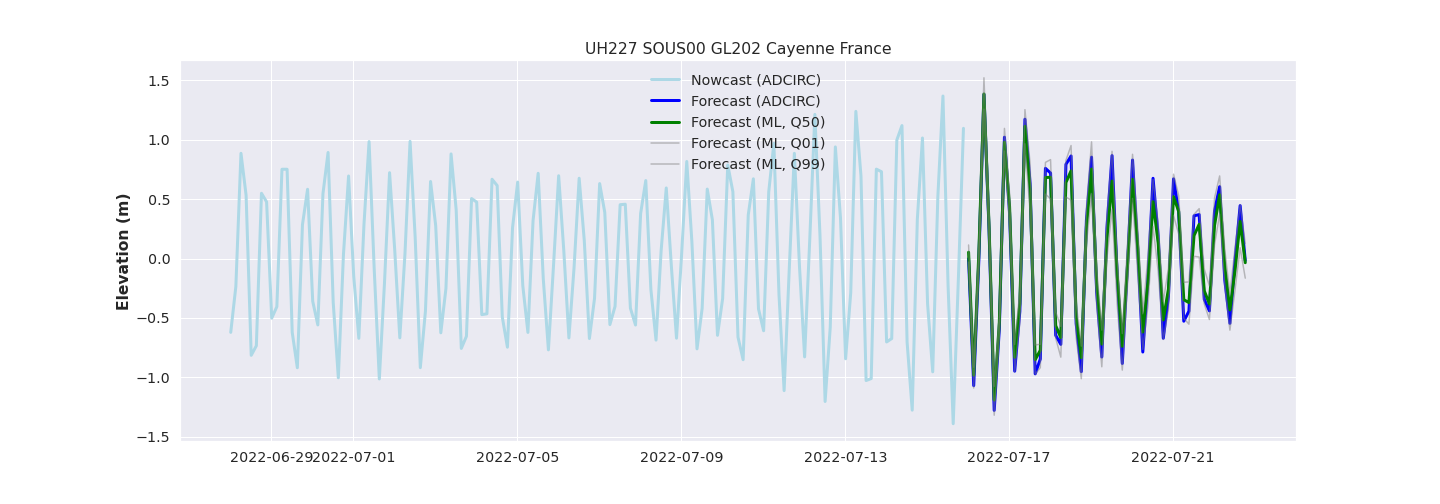 UH227 SOUS00 GL202 Cayenne France
Nowcast (ADCIRC)
Forecast (ADCIRC)
Forecast (ML, Q50)
Forecast (ML, Q01)
Forecast (ML, Q99)
Elevation (m)
1.5
1.0
0.5
0.0
−0.5
−1.0
−1.5
2022-06-29 2022-07-01 2022-07-05 2022-07-09 2022-07-13 2022-07-17 2022-07-21